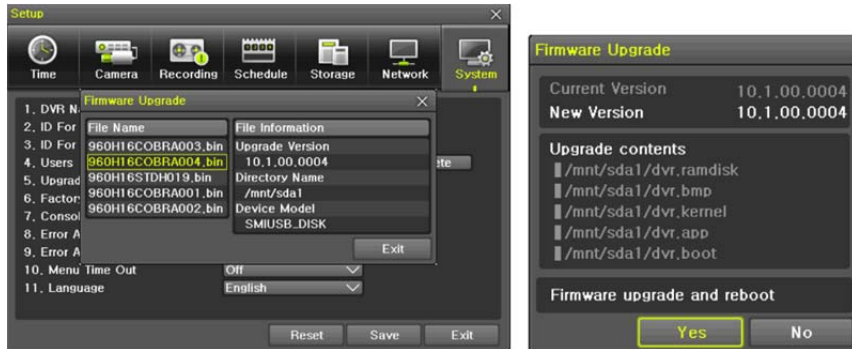 Setup
Time Camera Recording Schedule Storage Network System
1. DVR N
2. ID For
3. ID For
4. Users
5. Upgrad
6. Factor
7. Consol
8. Error A
9. Error A
10. Menu Time Out Off
11. Language English
Firmware Upgrade
File Name
960H16COBRA003.bin
960H16COBRA004.bin
960H16STDH019.bin
960H16COBRA001.bin
960H16COBRA002.bin
File Information
Upgrade Version
10.1.00.0004
Directory Name
/mnt/sda1
Device Model
SMIUSB_DISK
Exit
ete
Reset Save Exit
Firmware Upgrade
Current Version 10.1.00.0004
New Version 10.1.00.0004
Upgrade contents
/mnt/sda1/dvr.ramdisk
/mnt/sda1/dvr.bmp
/mnt/sda1/dvr.kernel
/mnt/sda1/dvr.app
/mnt/sda1/dvr.boot
Firmware upgrade and reboot
Yes No